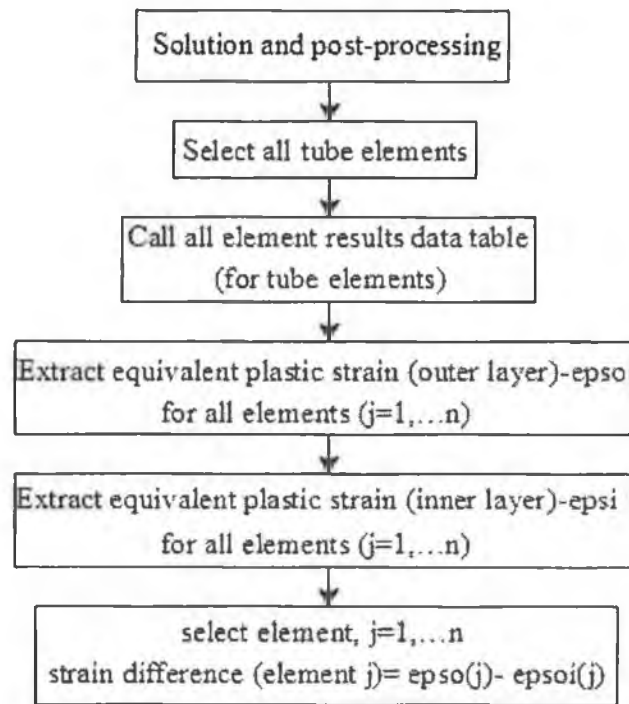 Solution and post-processing
Select all tube elements
Call all element results data table
(for tube elements)
Extract equivalent plastic strain (outer layer)-epso
for all elements (j=1,...n)
Extract equivalent plastic strain (inner layer)-epsi
for all elements (j=1,...n)
select element, j=1,...n
strain difference (element j)= epso(j)- epsoi(j)